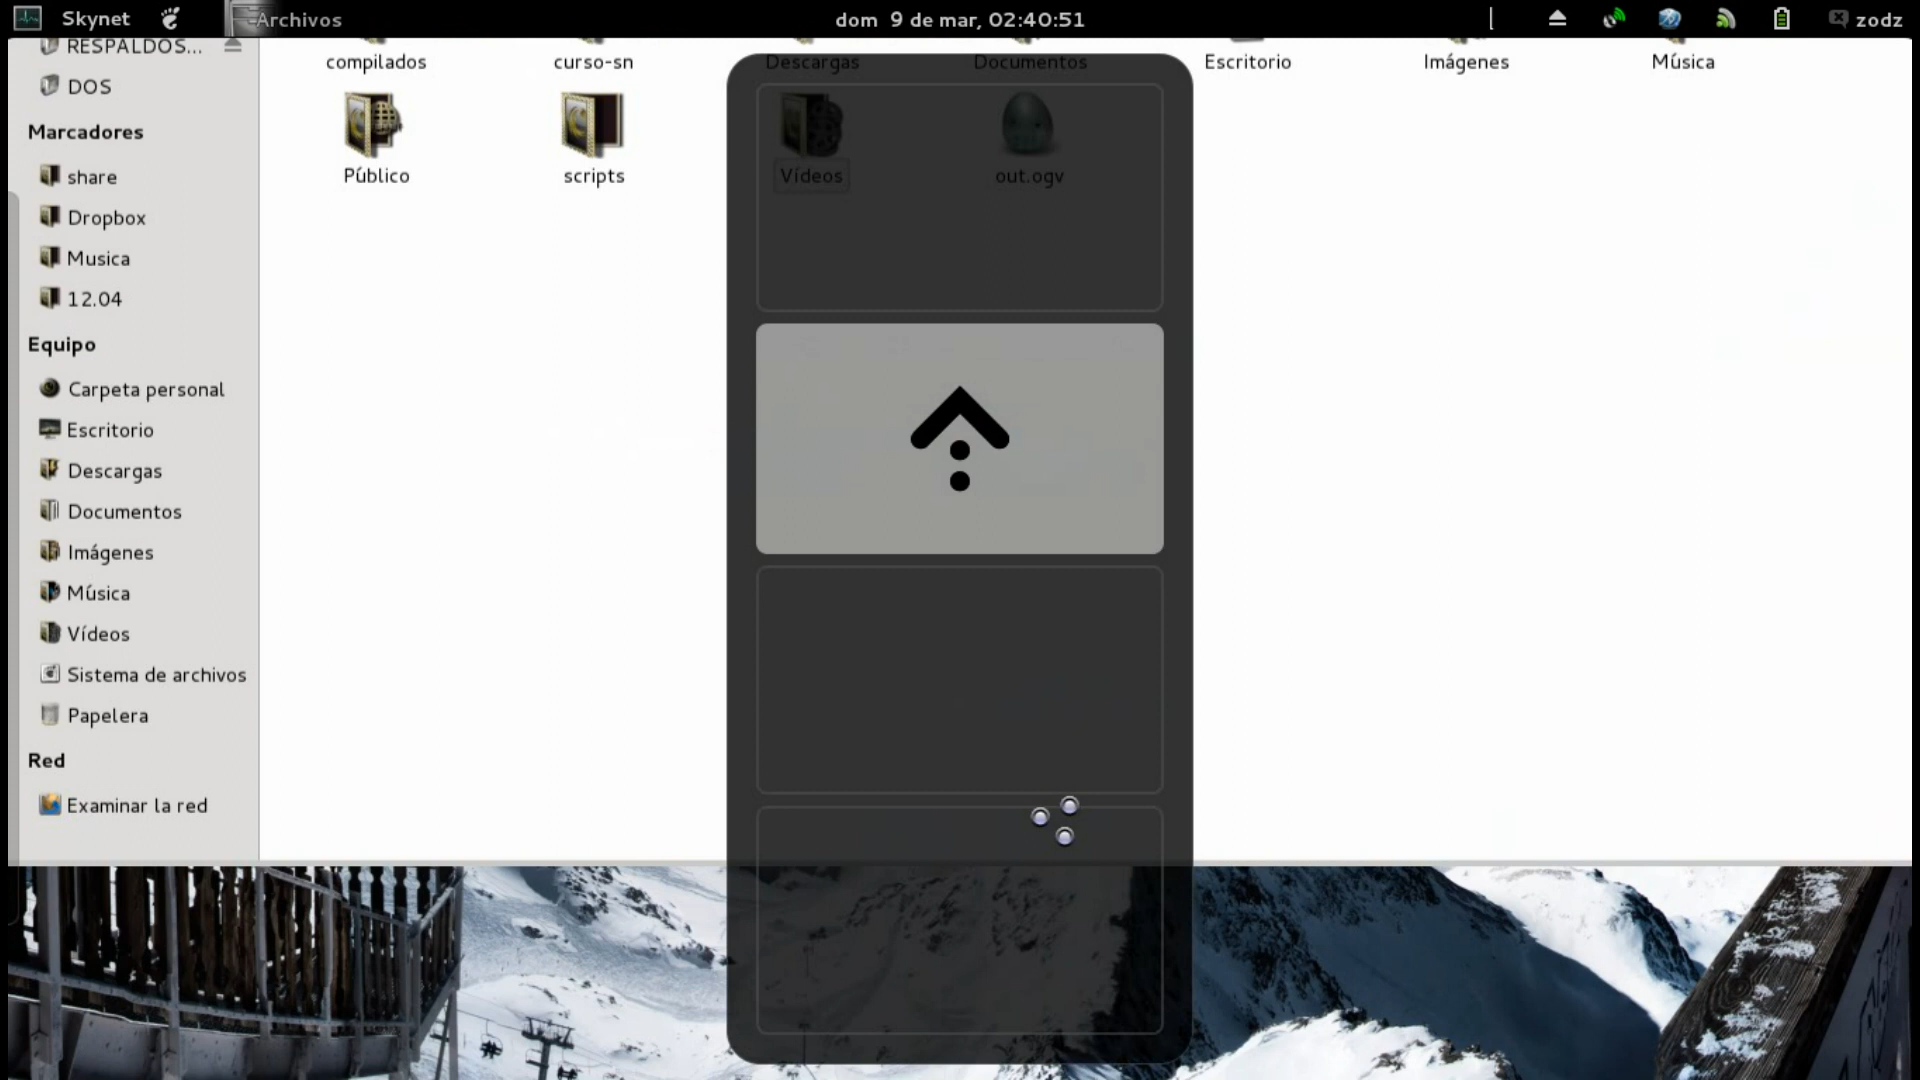 Skynet Archivos dom 9 de mar, 02:40:51 zodz
RESPALDOS...
DOS
Marcadores
share
Dropbox
Musica
12.04
Equipo
Carpeta personal
Escritorio
Descargas
Documentos
Imágenes
Música
Vídeos
Sistema de archivos
Papelera
Red
Examinar la red
compilados curso-sn Descargas Documentos Escritorio Imágenes Música
Público scripts Vídeos out.ogv